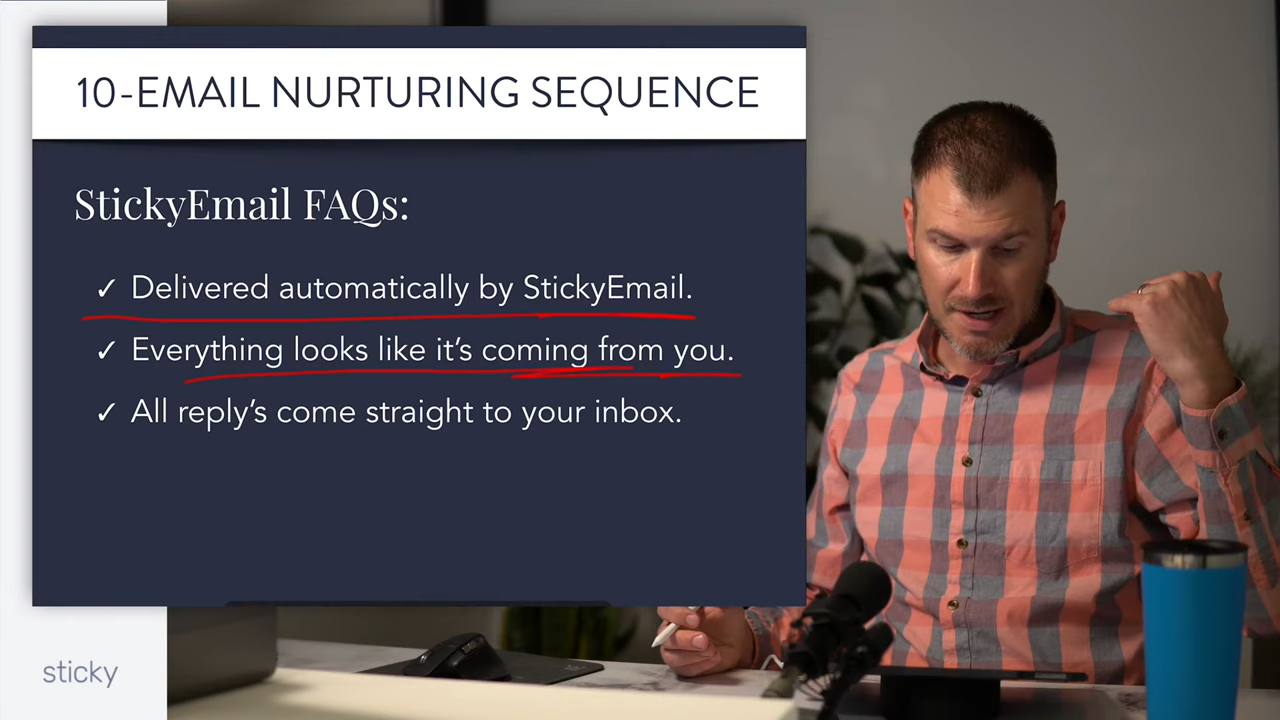 10-EMAIL NURTURING SEQUENCE
StickyEmail FAQs:
✓ Delivered automatically by StickyEmail.
✓ Everything looks like it's coming from you.
✓ All reply's come straight to your inbox.
sticky